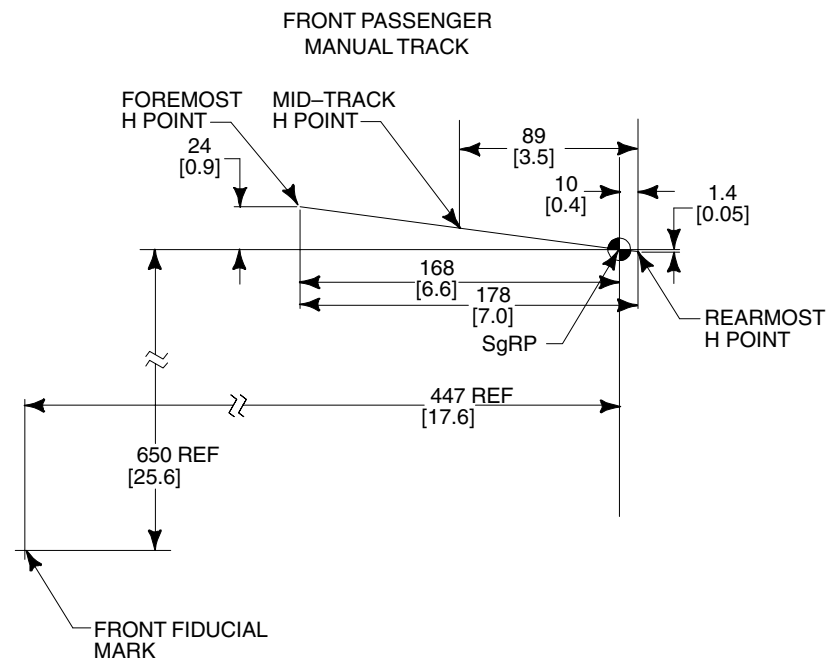 FRONT PASSENGER
MANUAL TRACK
FOREMOST
H POINT
MID–TRACK
H POINT
24
[0.9]
89
[3.5]
10
[0.4]
1.4
[0.05]
168
[6.6]
178
[7.0]
SgRP
REARMOST
H POINT
447 REF
[17.6]
650 REF
[25.6]
FRONT FIDUCIAL
MARK